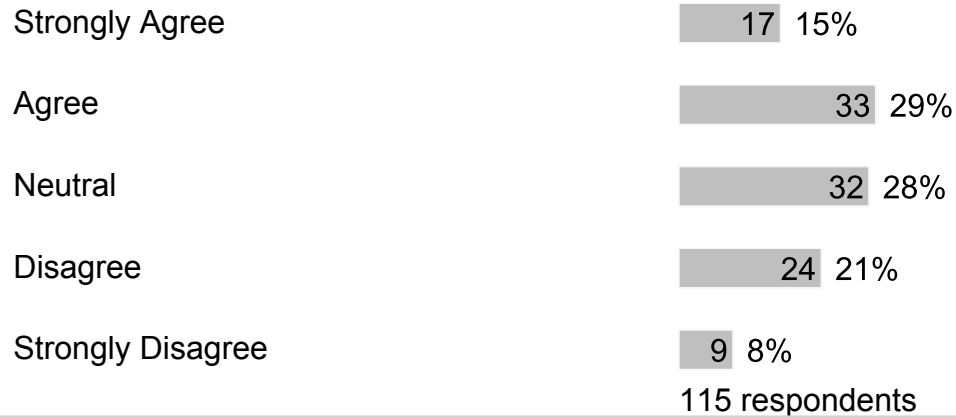 Strongly Agree 17 15%
Agree 33 29%
Neutral 32 28%
Disagree 24 21%
Strongly Disagree 9 8%
115 respondents